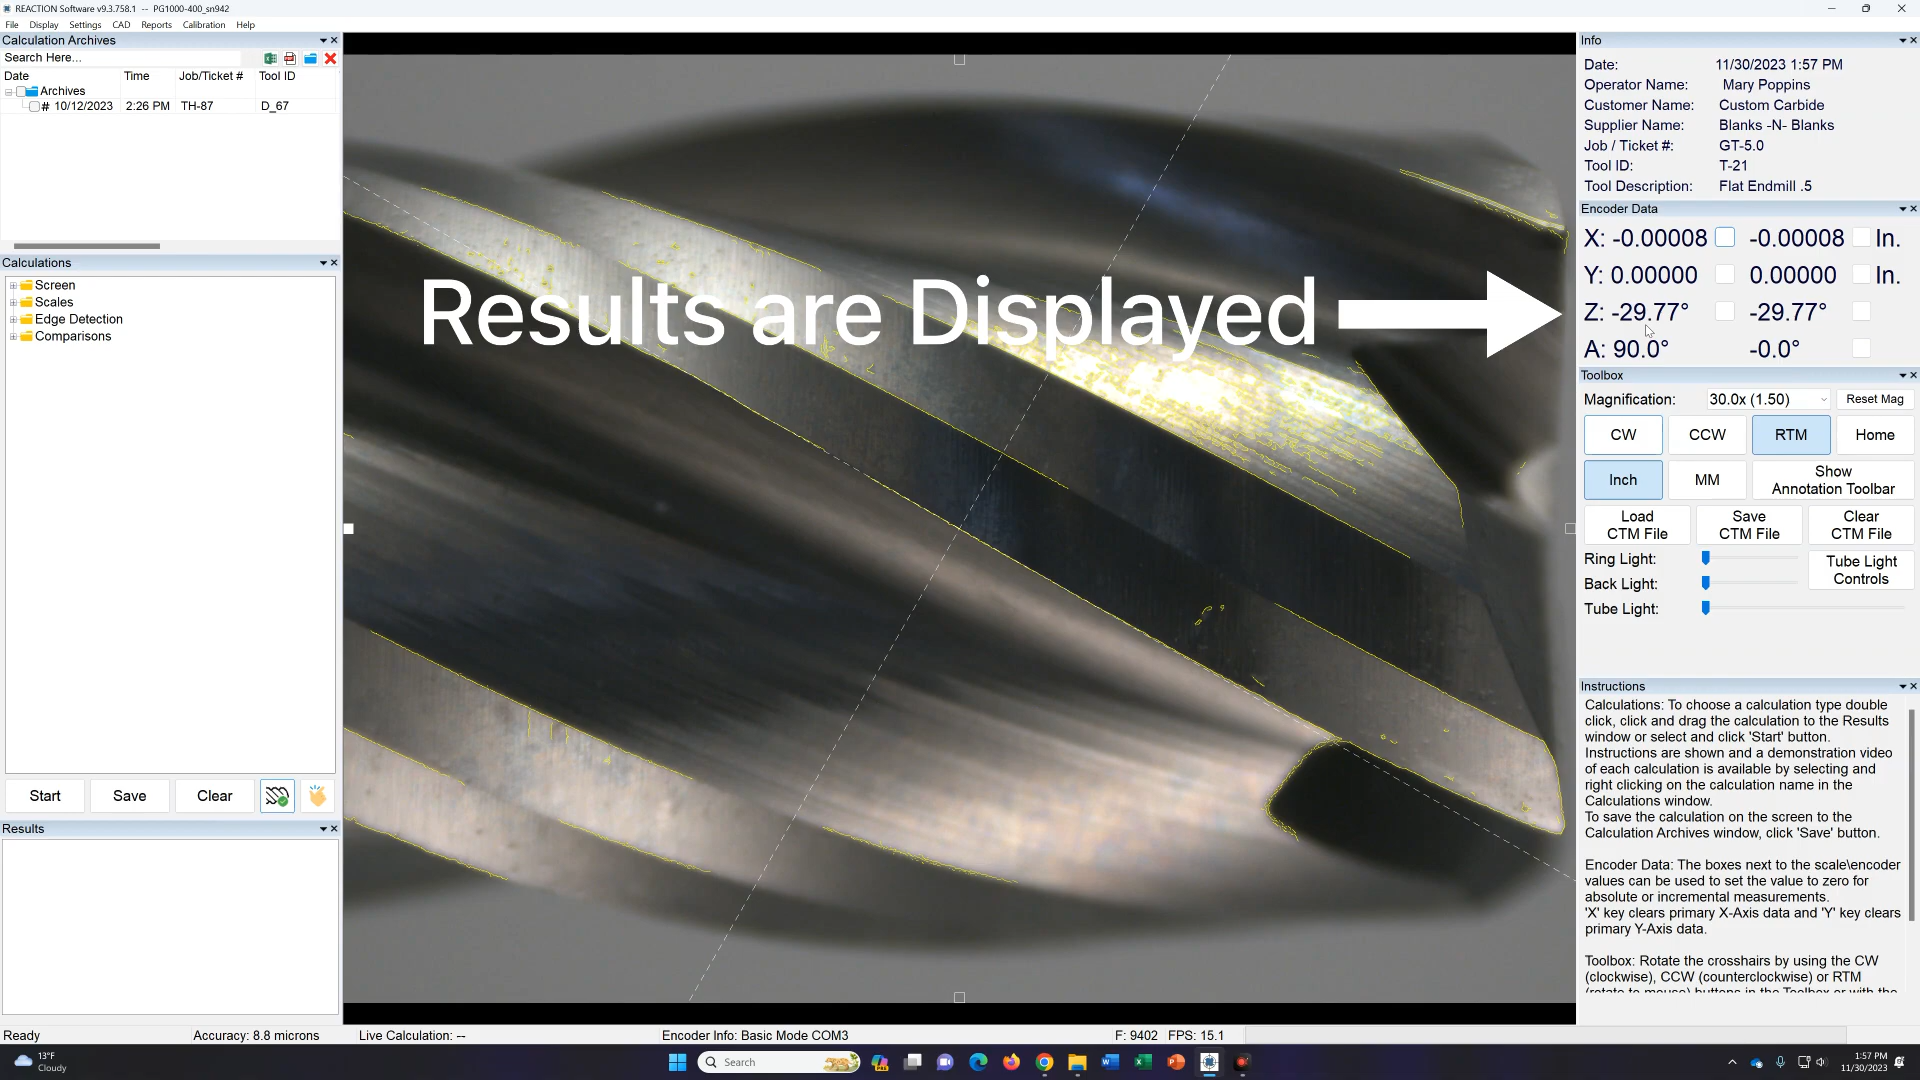 REACTION Software v9.3.758.1 -- PG1000-400_sn942
File Display Settings CAD Reports Calibration Help
Calculation Archives
Search Here...
Date Time Job/Ticket # Tool ID
Archives
# 10/12/2023 2:26 PM TH-87 D_67
Calculations
Screen
Scales
Edge Detection
Comparisons
Start Save Clear
Results
Results are Displayed
Info
Date: 11/30/2023 1:57 PM
Operator Name: Mary Poppins
Customer Name: Custom Carbide
Supplier Name: Blanks -N- Blanks
Job / Ticket #: GT-5.0
Tool ID: T-21
Tool Description: Flat Endmill .5
Encoder Data
X: -0.00008 -0.00008 In.
Y: 0.00000 0.00000 In.
Z: -29.77° -29.77°
A: 90.0° -0.0°
Toolbox
Magnification: 30.0x (1.50) Reset Mag
CW CCW RTM Home
Inch MM Show Annotation Toolbar
Load CTM File Save CTM File Clear CTM File
Ring Light:
Back Light:
Tube Light:
Tube Light Controls
Instructions
Calculations: To choose a calculation type double
click, click and drag the calculation to the Results
window or select and click 'Start' button.
Instructions are shown and a demonstration video
of each calculation is available by selecting and
right clicking on the calculation name in the
Calculations window.
To save the calculation on the screen to the
Calculation Archives window, click 'Save' button.
Encoder Data: The boxes next to the scale\encoder
values can be used to set the value to zero for
absolute or incremental measurements.
'X' key clears primary X-Axis data and 'Y' key clears
primary Y-Axis data.
Toolbox: Rotate the crosshairs by using the CW
(clockwise), CCW (counterclockwise) or RTM
(rotate to mouse) buttons in the Toolbox or with the
Ready Accuracy: 8.8 microns Live Calculation: -- Encoder Info: Basic Mode COM3 F: 9402 FPS: 15.1
13°F
Cloudy
Search
1:57 PM
11/30/2023